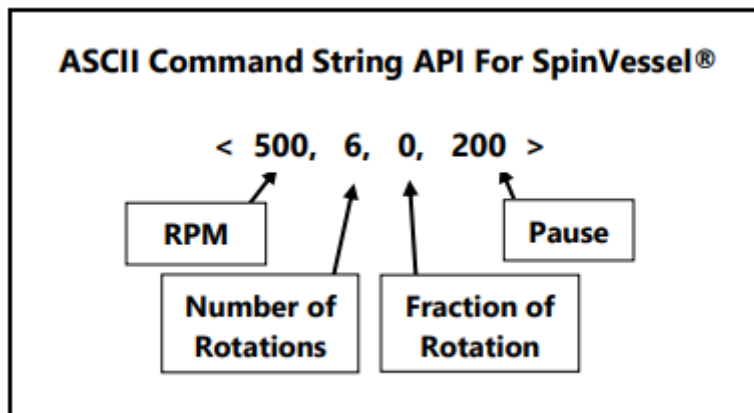 ASCII Command String API For SpinVessel®
< 500, 6, 0, 200 >
RPM
Pause
Number of
Rotations
Fraction of
Rotation